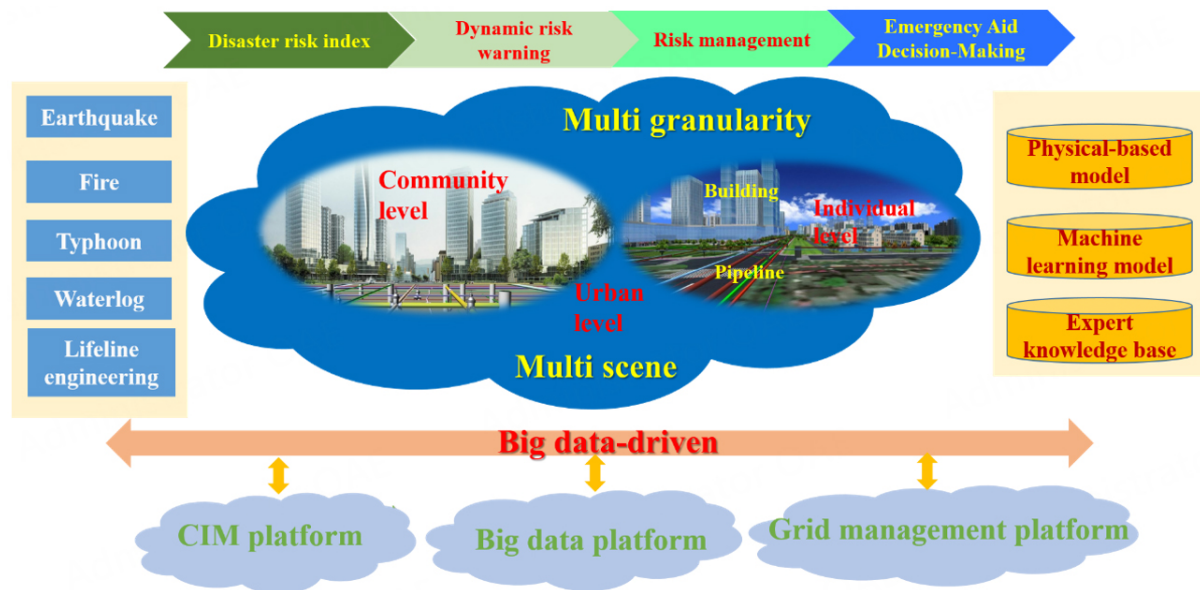 Disaster risk index
Dynamic risk
warning
Risk management
Emergency Aid
Decision-Making
Earthquake
Fire
Typhoon
Waterlog
Lifeline
engineering
Multi granularity
Community
level
Building
Individual
level
Pipeline
Urban
level
Multi scene
Physical-based
model
Machine
learning model
Expert
knowledge base
Big data-driven
CIM platform
Big data platform
Grid management platform